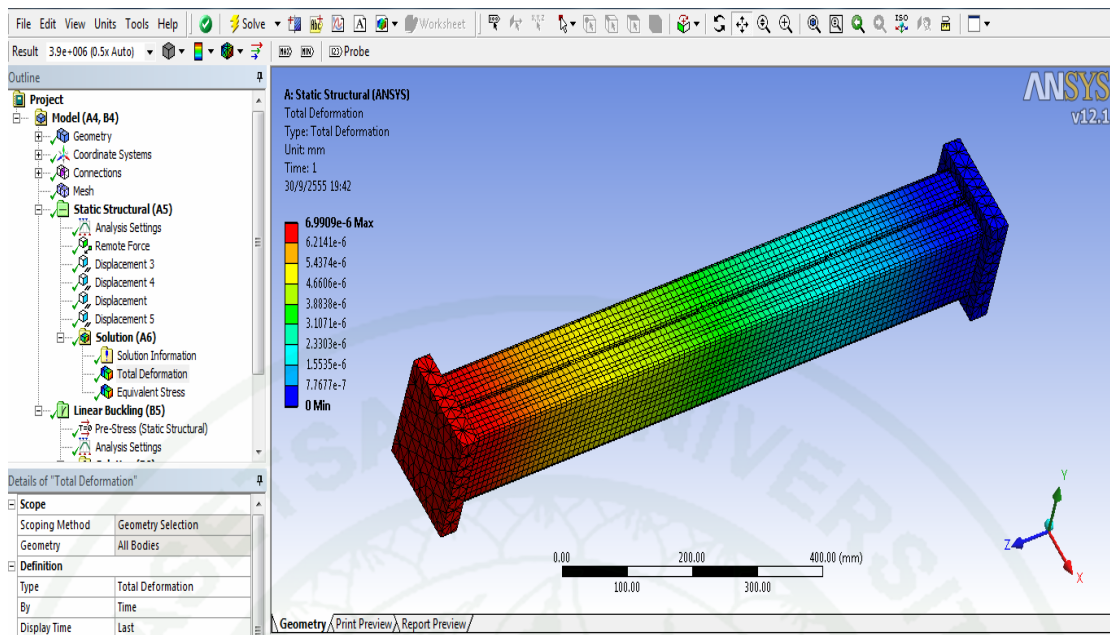 File Edit View Units Tools Help Solve Worksheet
Result 3.9e+006 (0.5x Auto) MAX MIN Probe
Outline
Project
Model (A4, B4)
Geometry
Coordinate Systems
Connections
Mesh
Static Structural (A5)
Analysis Settings
Remote Force
Displacement 3
Displacement 4
Displacement
Displacement 5
Solution (A6)
Solution Information
Total Deformation
Equivalent Stress
Linear Buckling (B5)
Pre-Stress (Static Structural)
Analysis Settings
Details of "Total Deformation"
Scope
Scoping Method Geometry Selection
Geometry All Bodies
Definition
Type Total Deformation
By Time
Display Time Last
A: Static Structural (ANSYS)
Total Deformation
Type: Total Deformation
Unit: mm
Time: 1
30/9/2555 19:42
6.9909e-6 Max
6.2141e-6
5.4374e-6
4.6606e-6
3.8838e-6
3.1071e-6
2.3303e-6
1.5535e-6
7.7677e-7
0 Min
ANSYS
v12.1
0.00 200.00 400.00 (mm)
100.00 300.00
Y
Z
X
Geometry Print Preview Report Preview